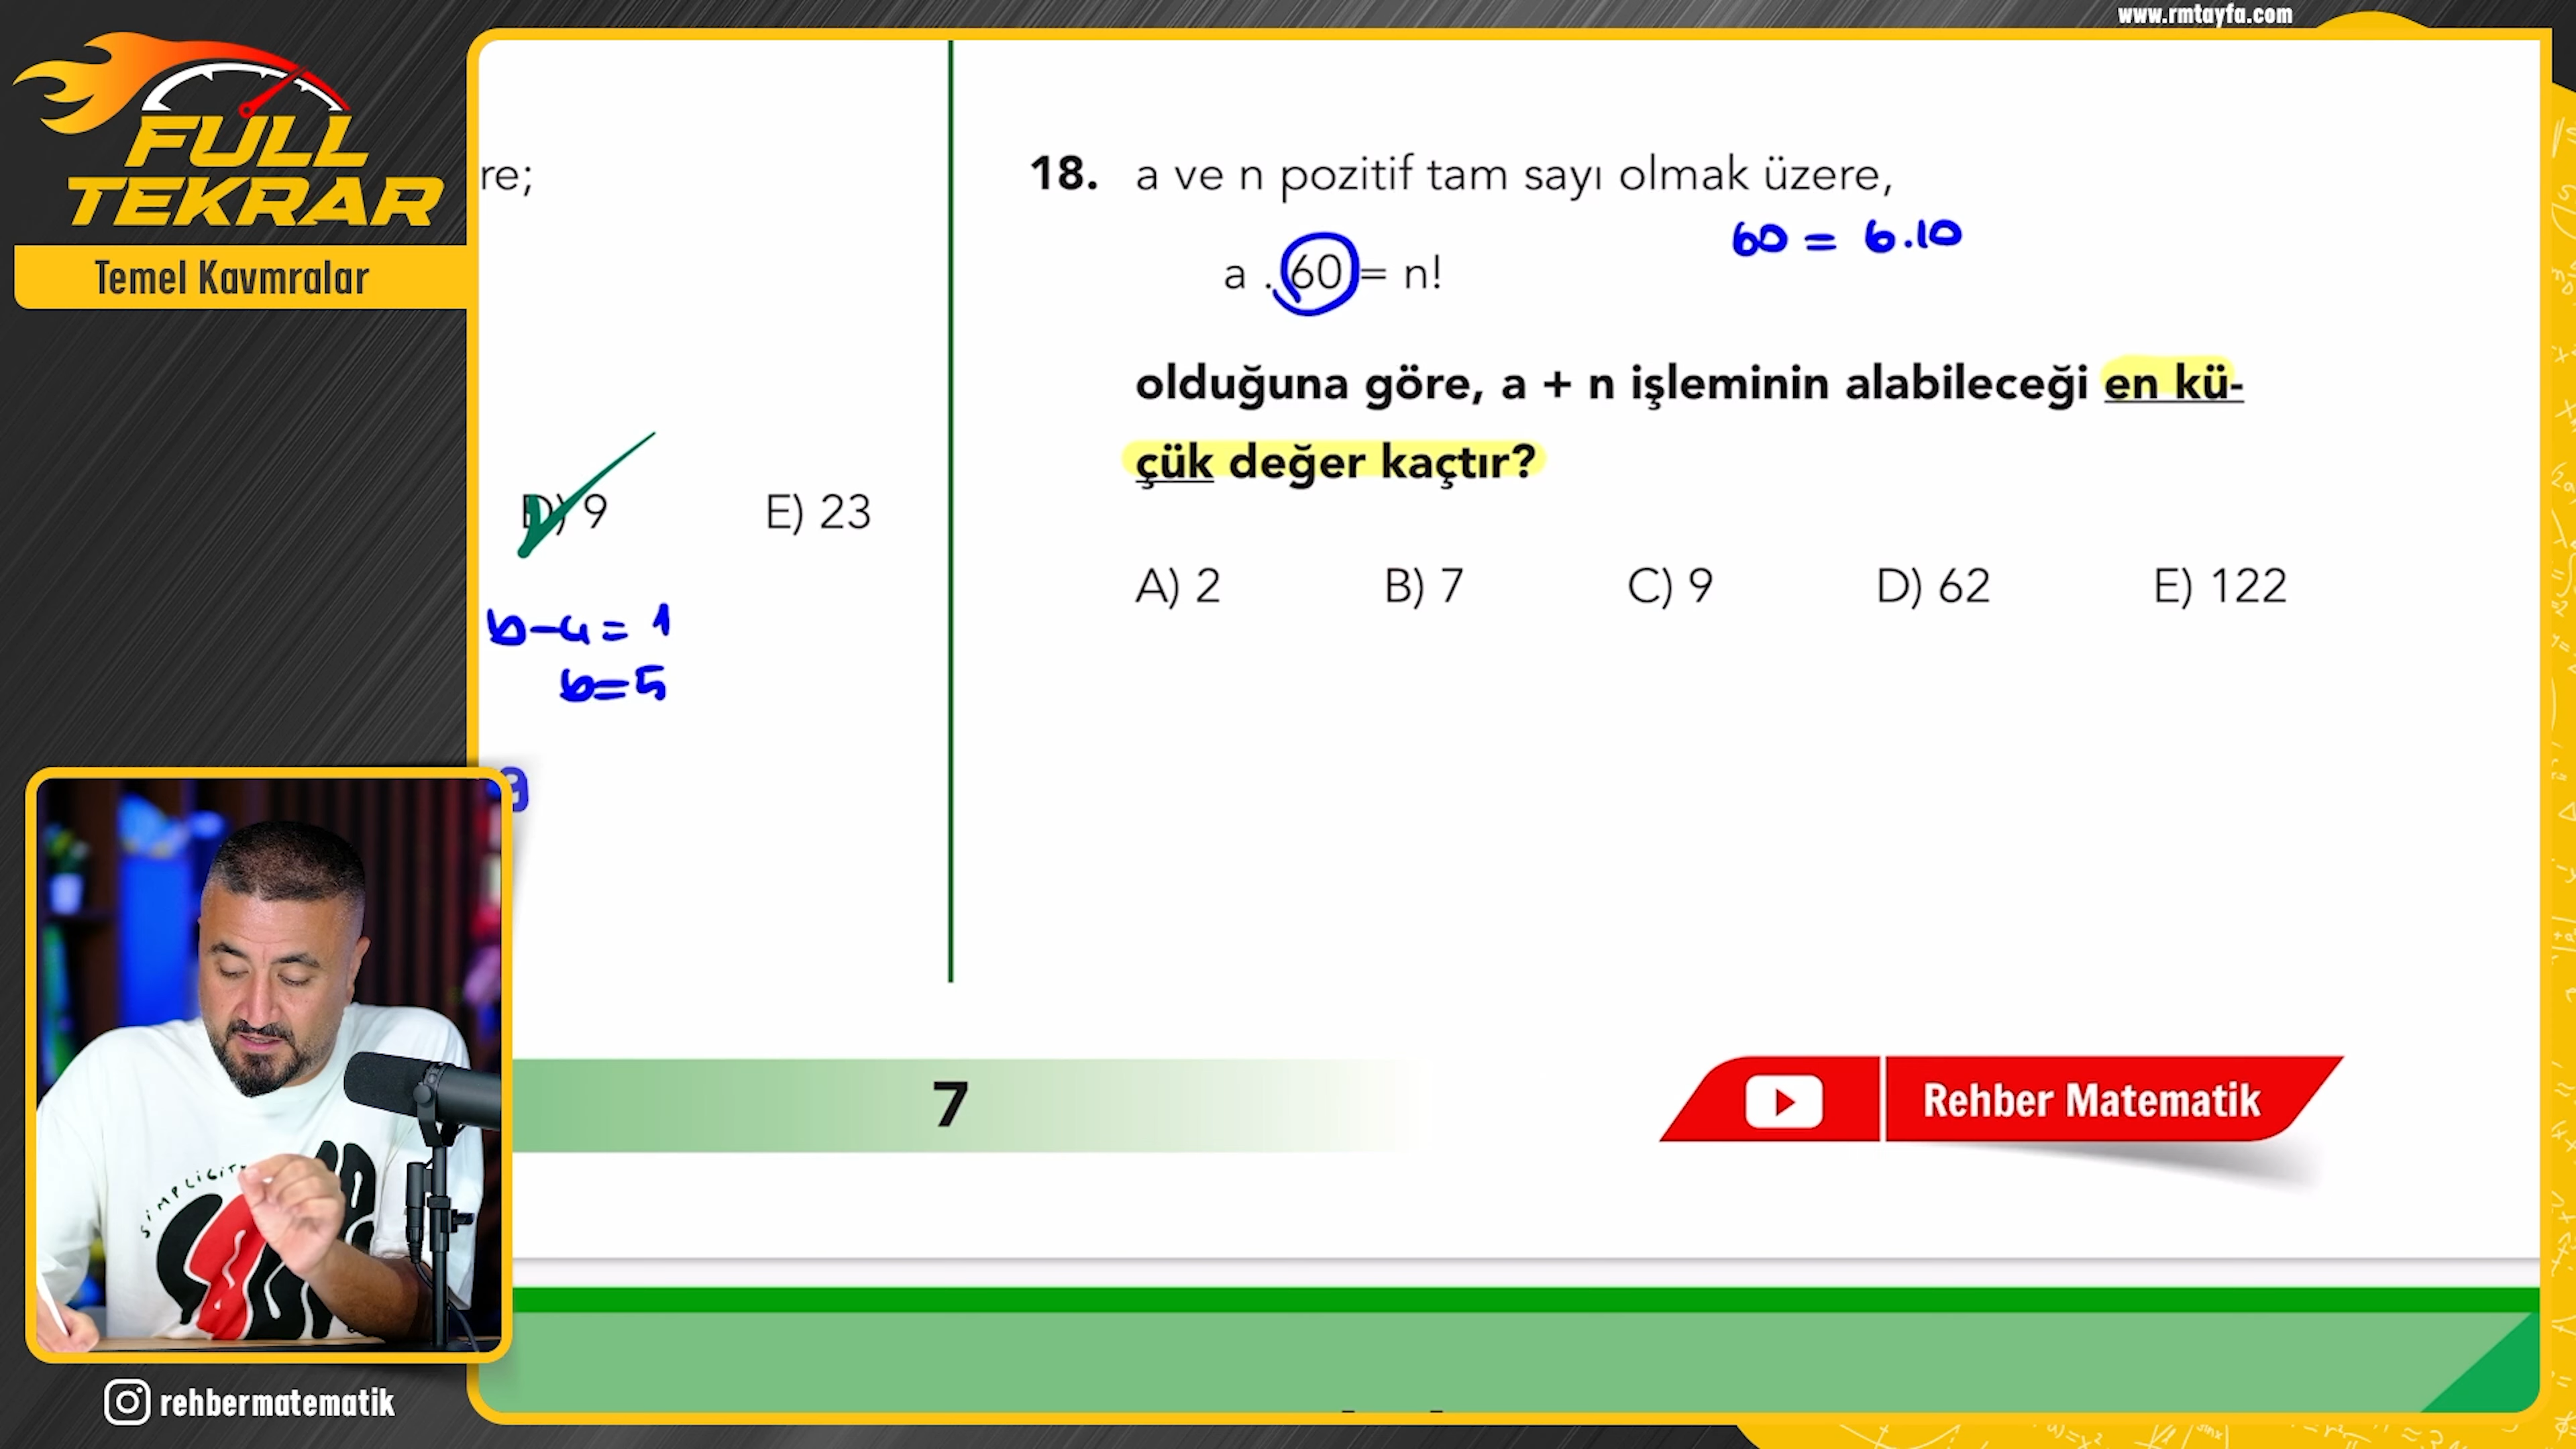 www.rmtayfa.com
FULL
TEKRAR
Temel Kavmralar
re;
D) 9 E) 23
b-4= 1
b=5
9
18. a ve n pozitif tam sayı olmak üzere,
60 = 6.10
a . 60 = n!
olduğuna göre, a + n işleminin alabileceği en kü-
çük değer kaçtır?
A) 2 B) 7 C) 9 D) 62 E) 122
SIMPLICITY
7
Rehber Matematik
rehbermatematik